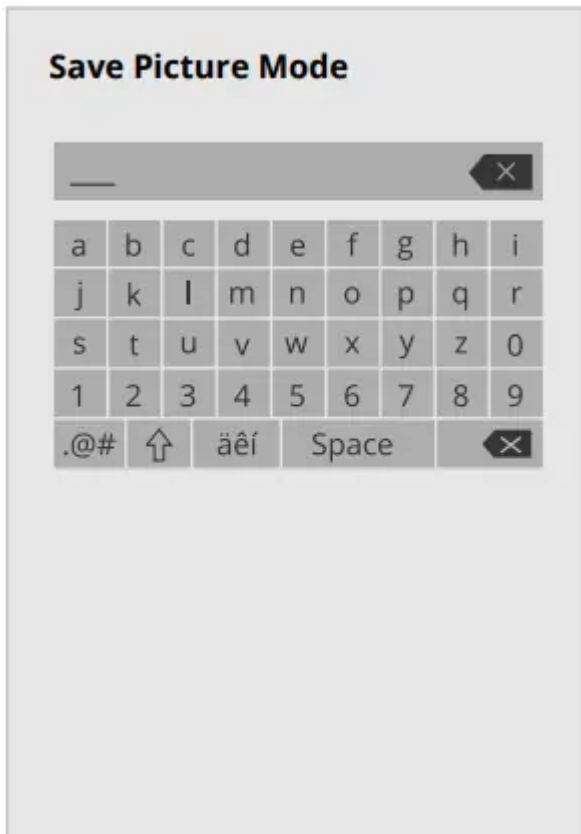 Save Picture Mode
a b c d e f g h i
j k l m n o p q r
s t u v w x y z 0
1 2 3 4 5 6 7 8 9
.@# äêí Space